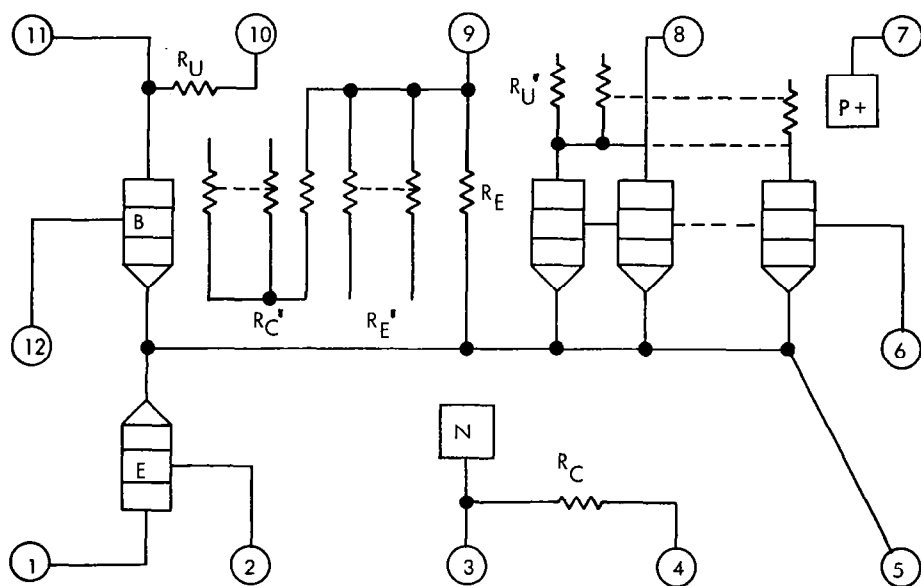 11 10 9 8 7
R_U R_U' P+
B R_E
R_C' R_E'
12 6
N
E R_C
1 2 3 4 5